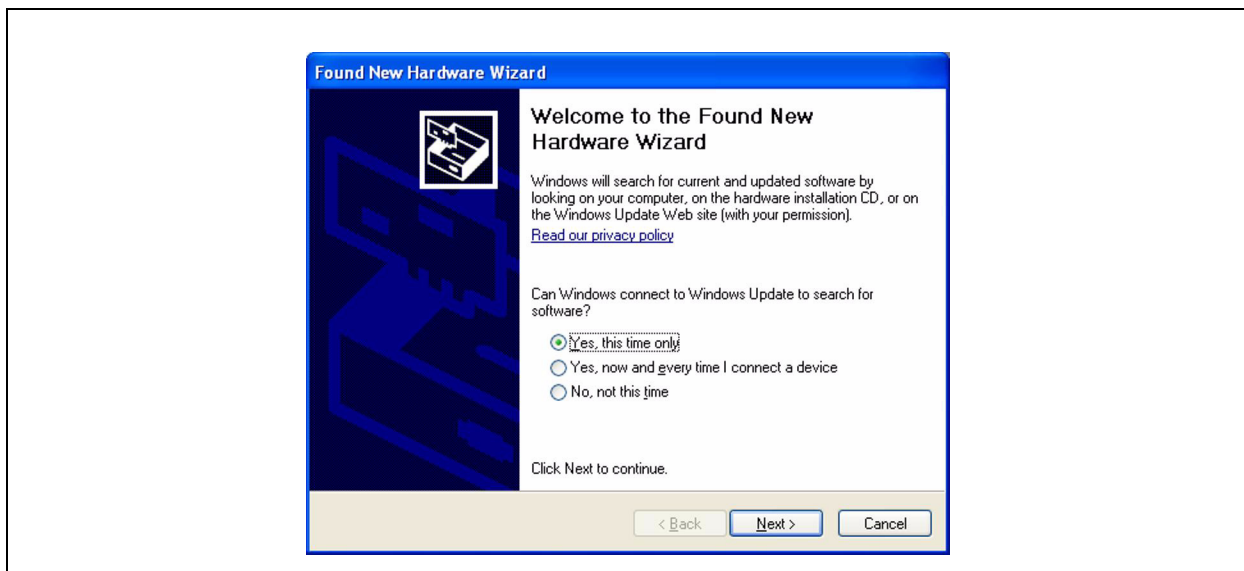 Found New Hardware Wizard
Welcome to the Found New
Hardware Wizard
Windows will search for current and updated software by
looking on your computer, on the hardware installation CD, or on
the Windows Update Web site (with your permission).
Read our privacy policy
Can Windows connect to Windows Update to search for
software?
Yes, this time only
Yes, now and every time I connect a device
No, not this time
Click Next to continue.
< Back
Next >
Cancel